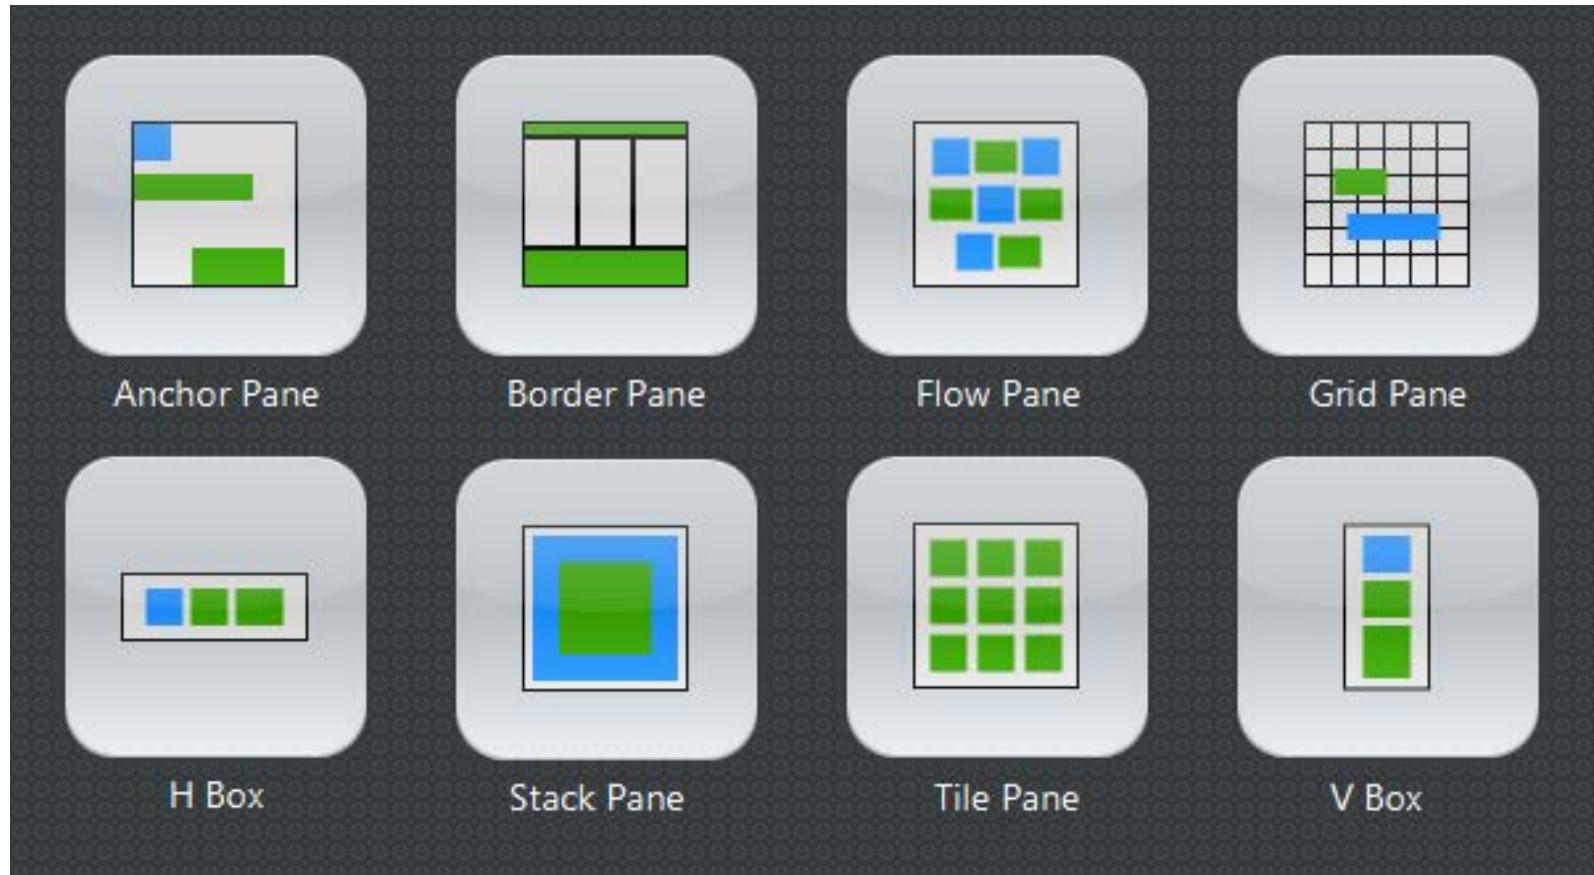 Anchor Pane
Border Pane
Flow Pane
Grid Pane
H Box
Stack Pane
Tile Pane
V Box